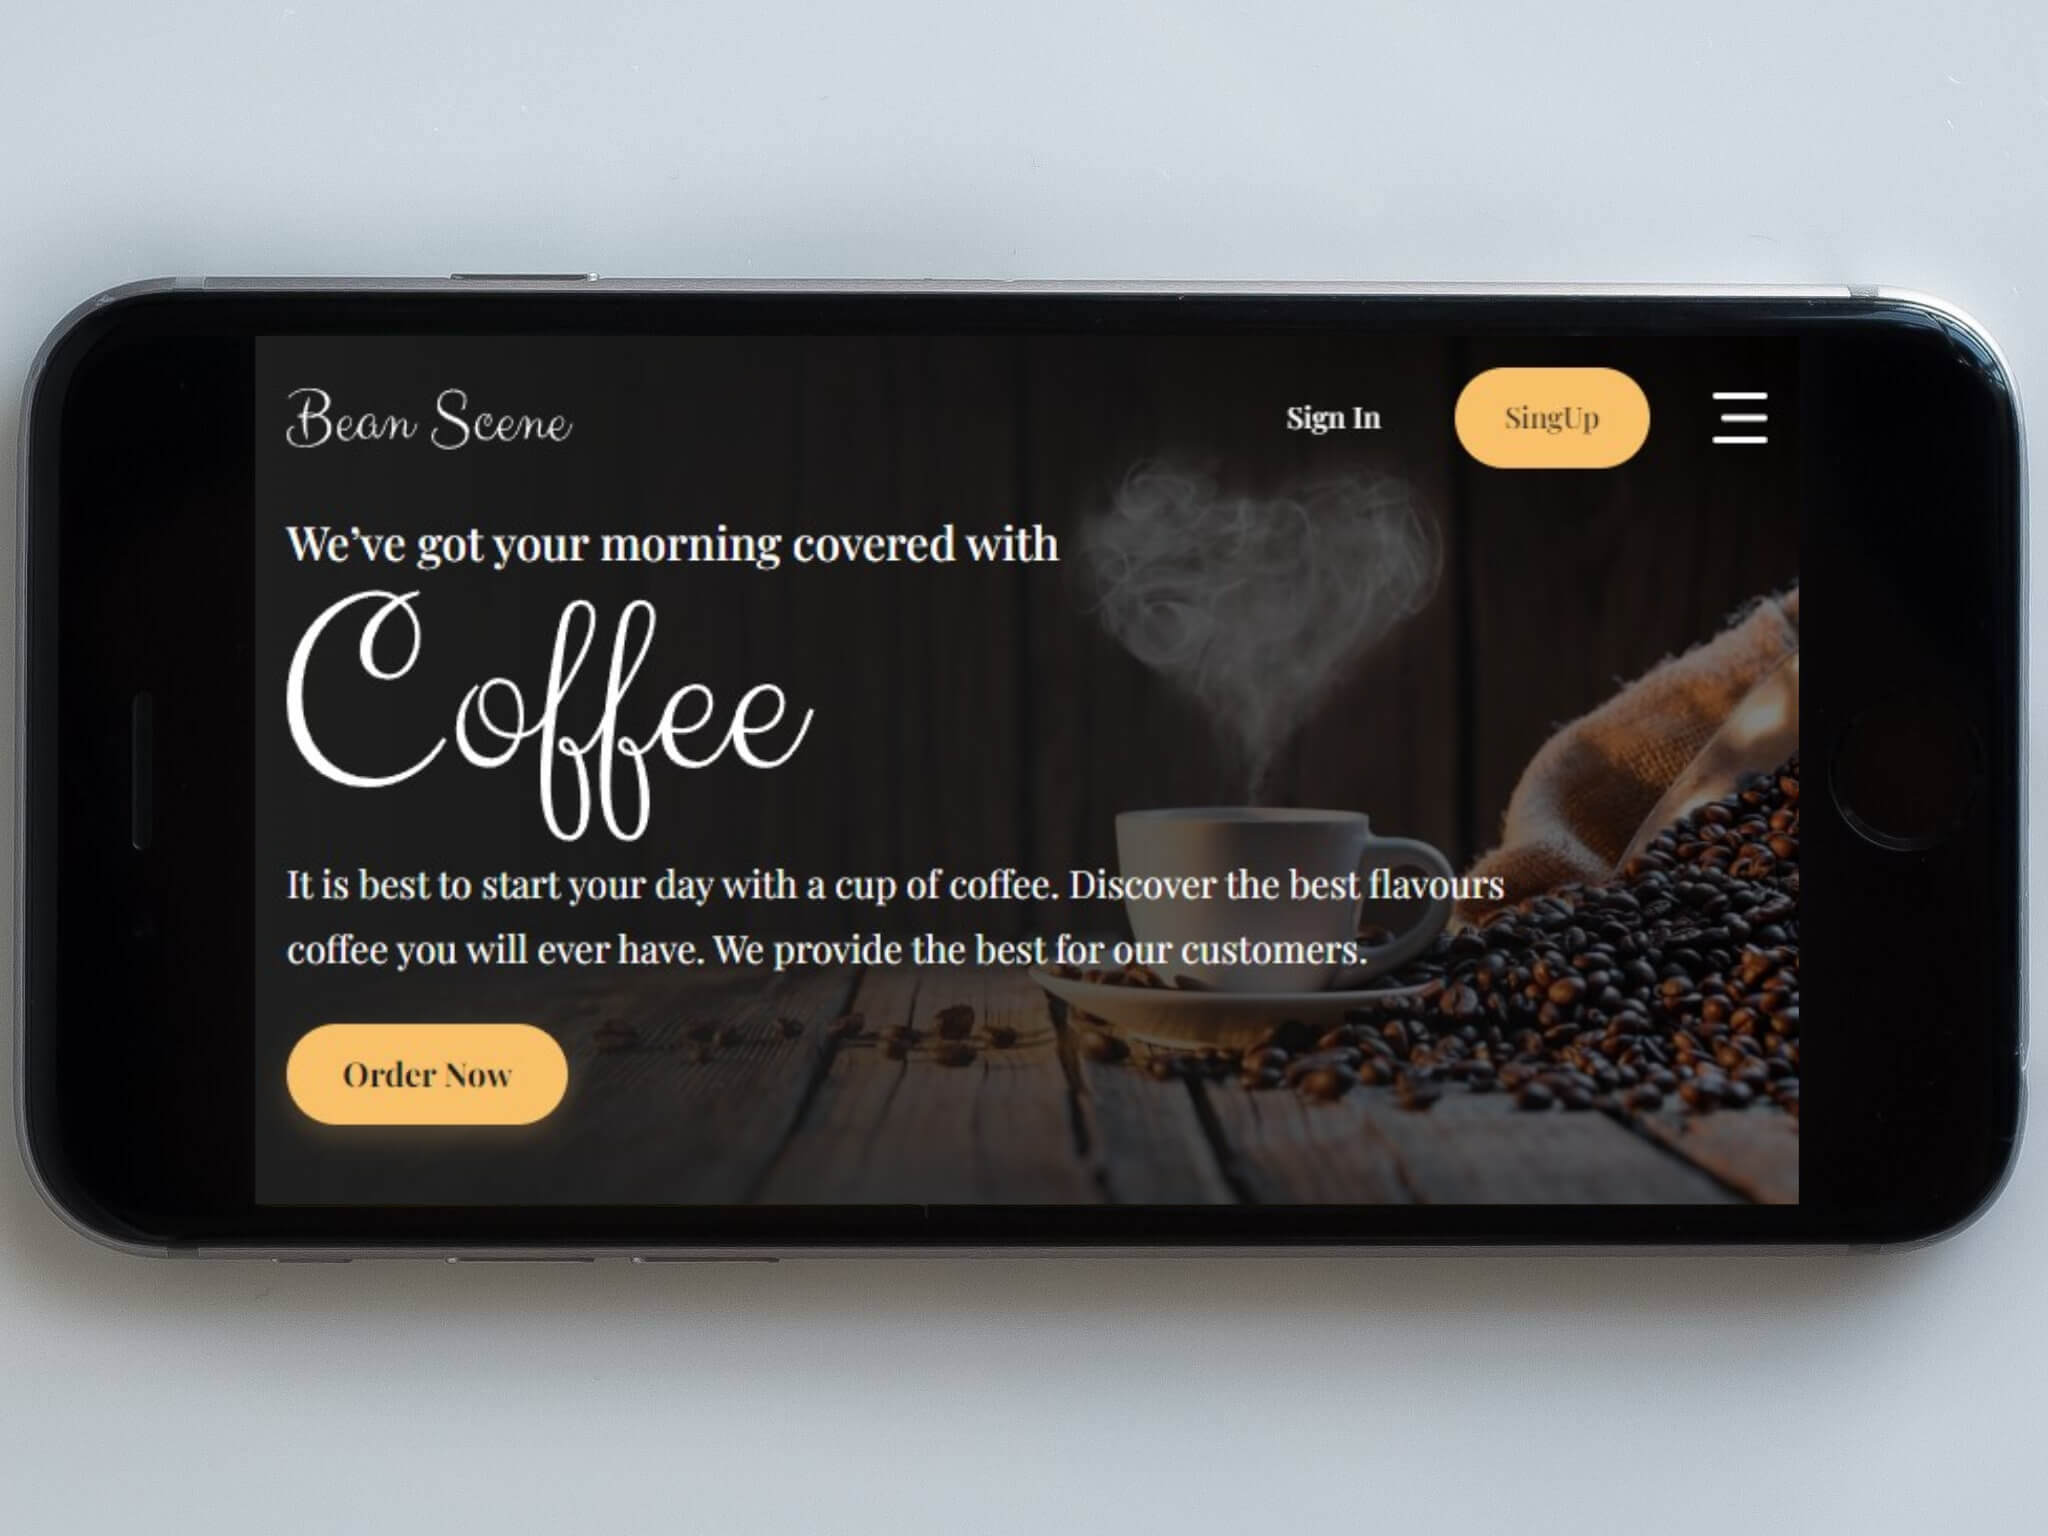 Bean Scene
Sign In
SingUp
We’ve got your morning covered with
Coffee
It is best to start your day with a cup of coffee. Discover the best flavours
coffee you will ever have. We provide the best for our customers.
Order Now